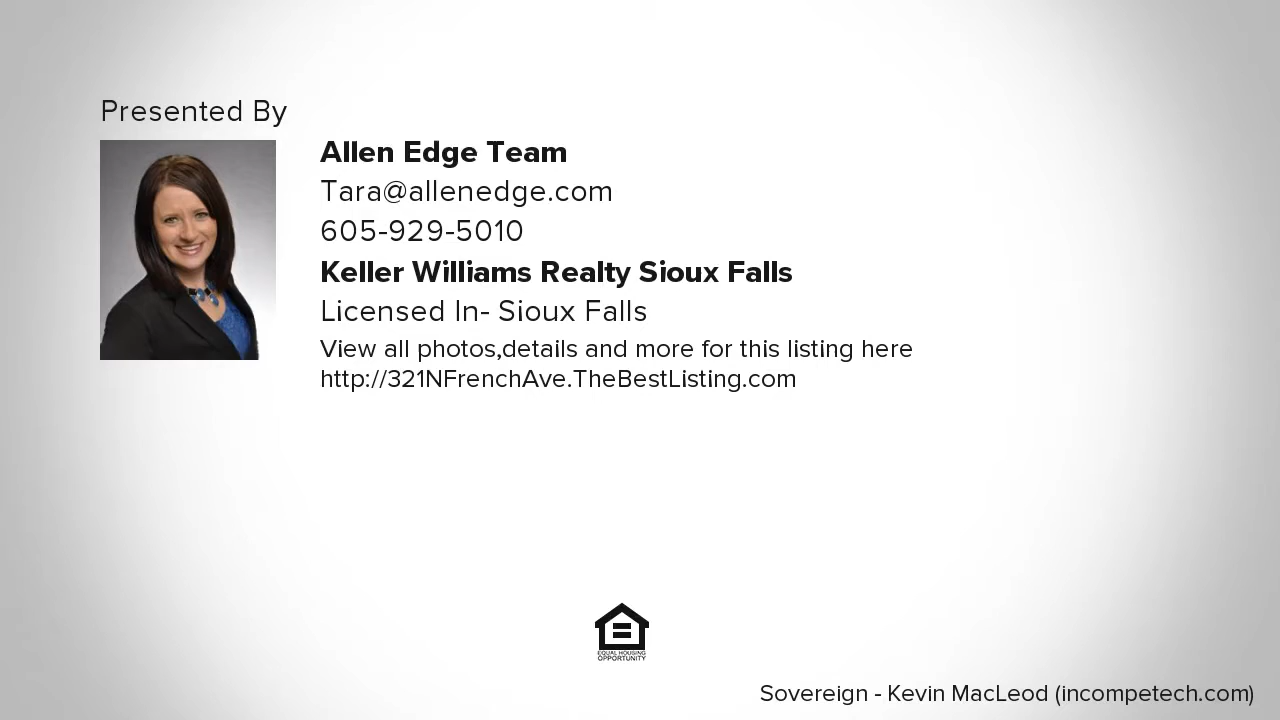 Presented By
Allen Edge Team
Tara@allenedge.com
605-929-5010
Keller Williams Realty Sioux Falls
Licensed In- Sioux Falls
View all photos,details and more for this listing here
http://321NFrenchAve.TheBestListing.com
EQUAL HOUSING
OPPORTUNITY
Sovereign - Kevin MacLeod (incompetech.com)